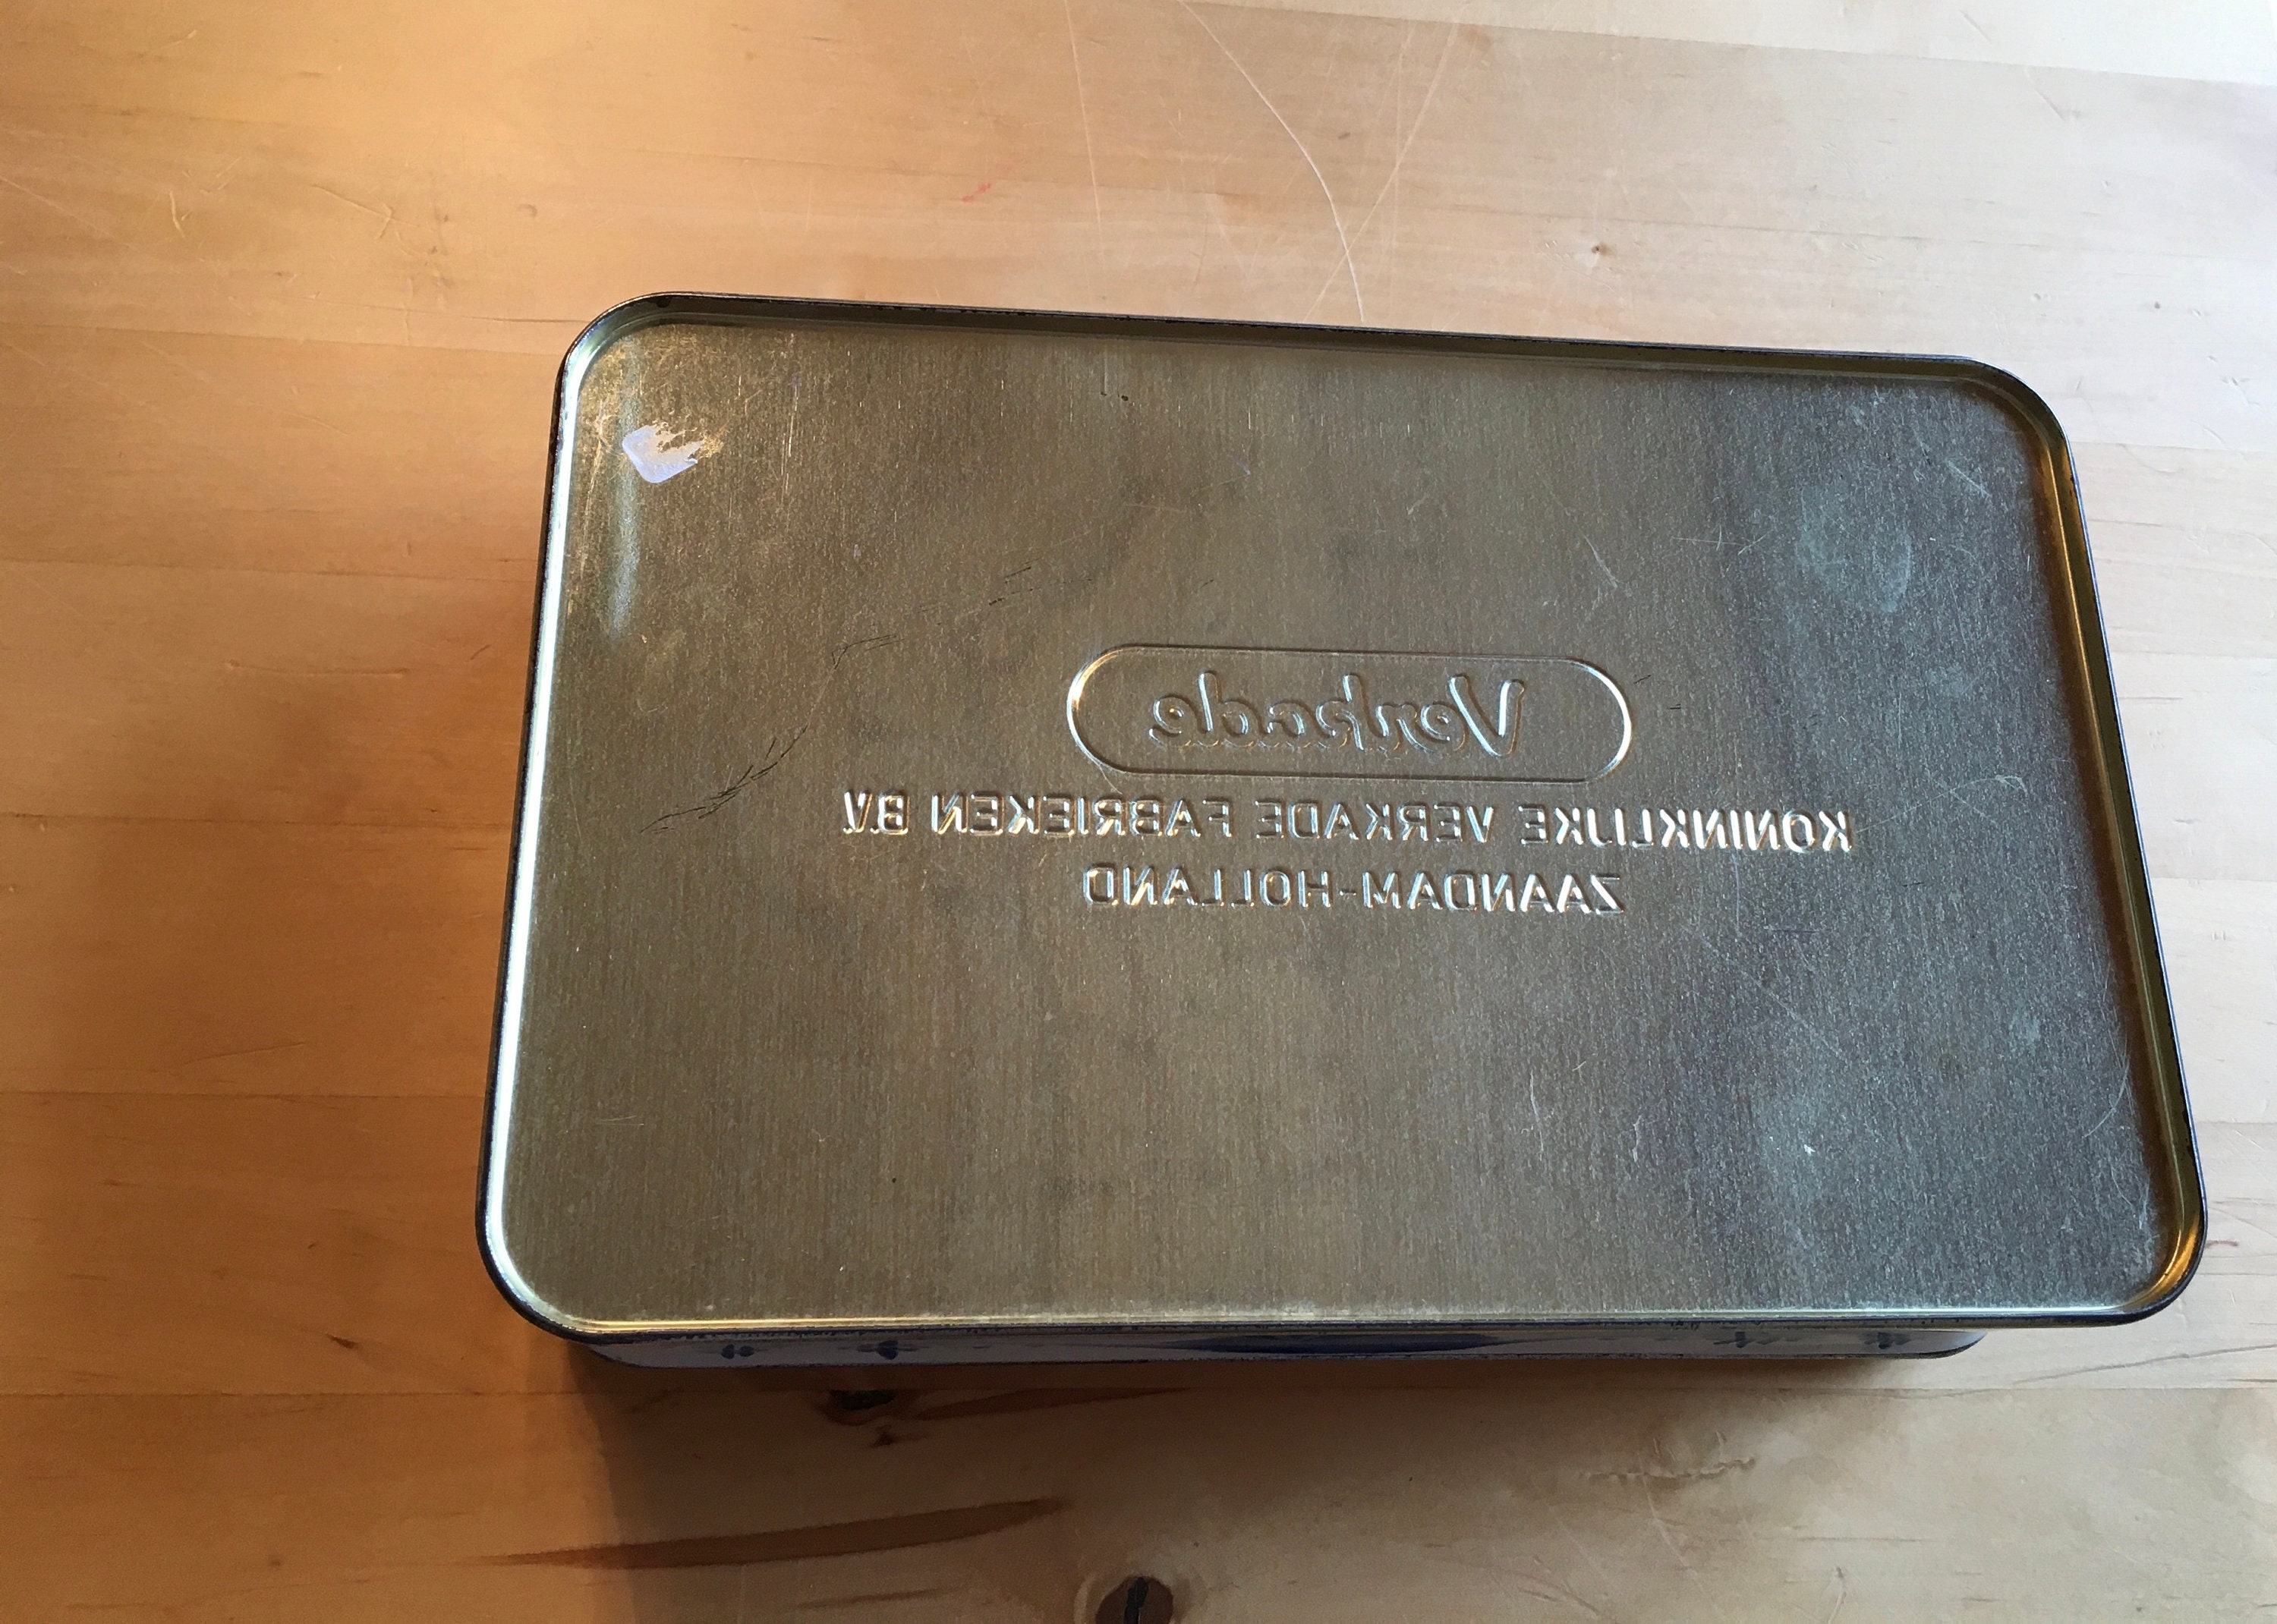 Verkade
KONINKLIJKE VERKADE FABRIEKEN B.V.
ZAANDAM-HOLLAND